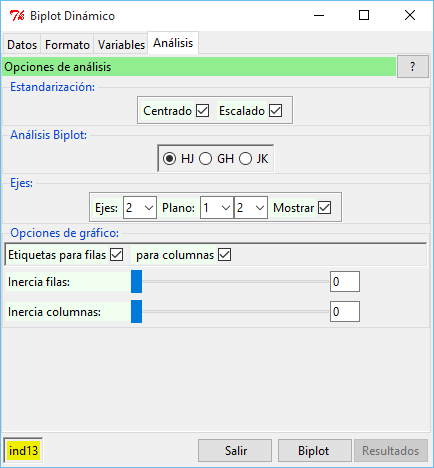 Biplot Dinámico
Datos Formato Variables Análisis
Opciones de análisis ?
Estandarización:
Centrado Escalado
Análisis Biplot:
HJ GH JK
Ejes:
Ejes: 2 Plano: 1 2 Mostrar
Opciones de gráfico:
Etiquetas para filas para columnas
Inercia filas: 0
Inercia columnas: 0
ind13 Salir Biplot Resultados